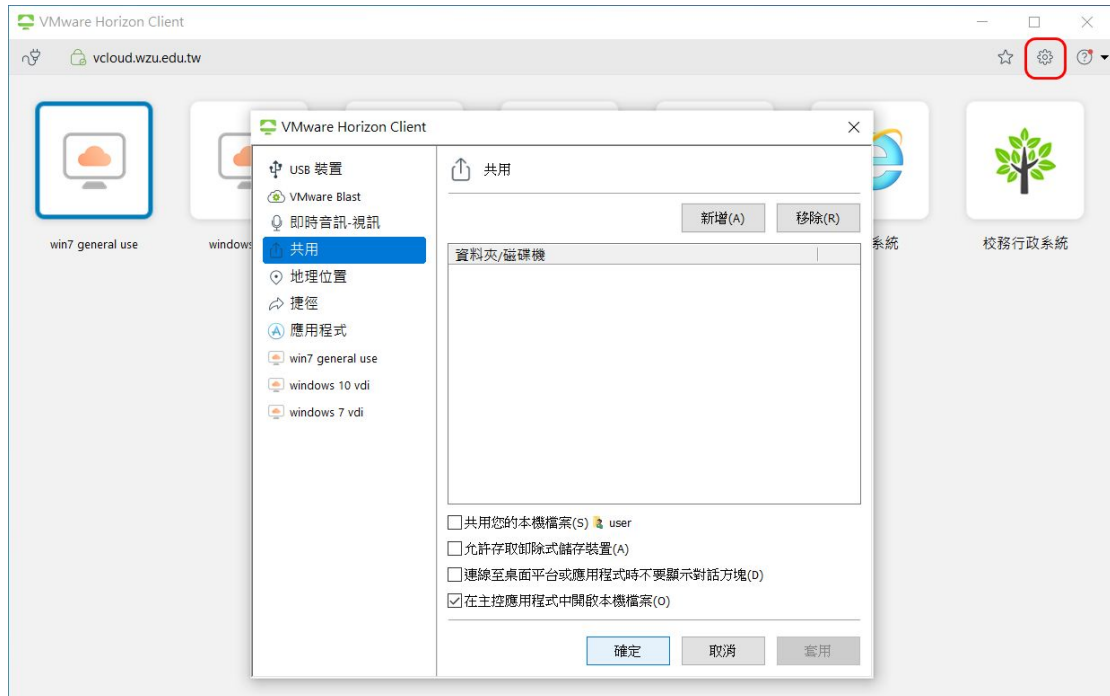 VMware Horizon Client
vcloud.wzu.edu.tw
VMware Horizon Client
USB 裝置
VMware Blast
即時音訊-視訊
共用
地理位置
捷徑
應用程式
win7 general use
windows 10 vdi
windows 7 vdi
共用
新增(A)
移除(R)
資料夾/磁碟機
共用您的本機檔案(S) user
允許存取卸除式儲存裝置(A)
連線至桌面平台或應用程式時不要顯示對話方塊(D)
在主控應用程式中開啟本機檔案(O)
確定
取消
套用
win7 general use
windows
系統
校務行政系統